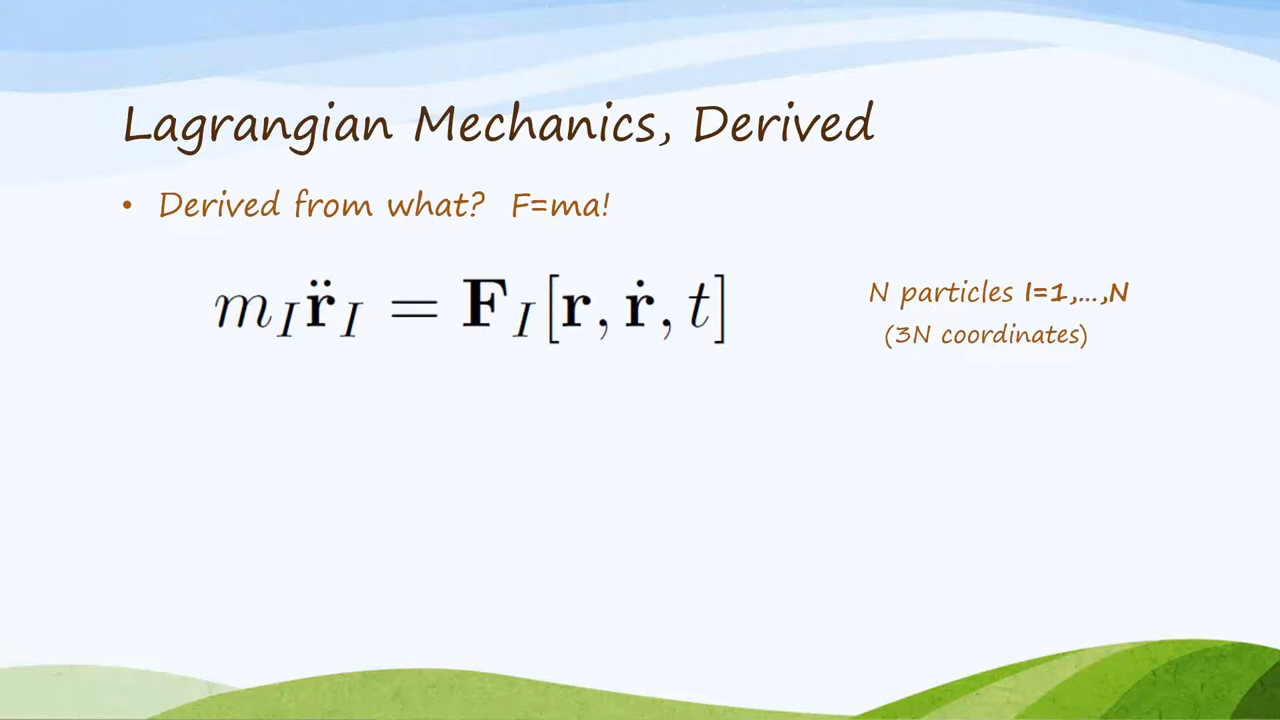 Lagrangian Mechanics, Derived
• Derived from what? F=ma!
m_I r̈_I = F_I[r, ṙ, t]
N particles I=1,...,N
(3N coordinates)